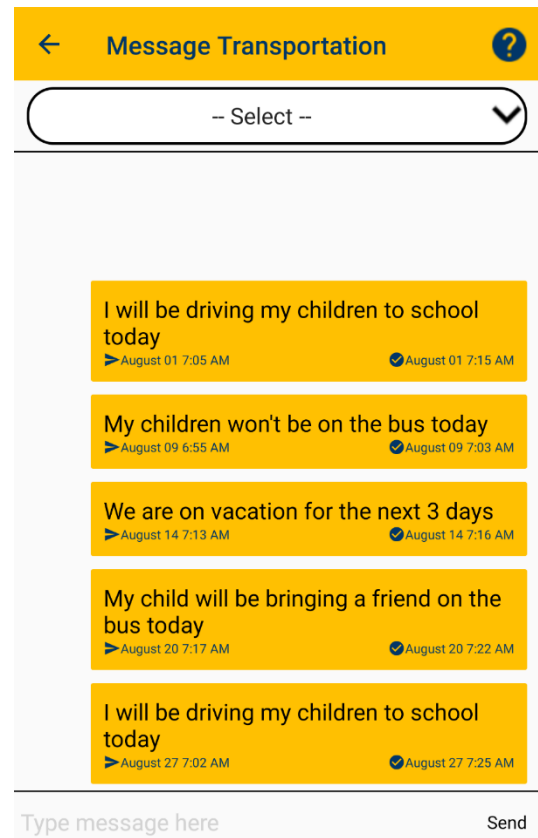 Message Transportation
?
-- Select --
I will be driving my children to school
today
August 01 7:05 AM August 01 7:15 AM
My children won't be on the bus today
August 09 6:55 AM August 09 7:03 AM
We are on vacation for the next 3 days
August 14 7:13 AM August 14 7:16 AM
My child will be bringing a friend on the
bus today
August 20 7:17 AM August 20 7:22 AM
I will be driving my children to school
today
August 27 7:02 AM August 27 7:25 AM
Type message here Send